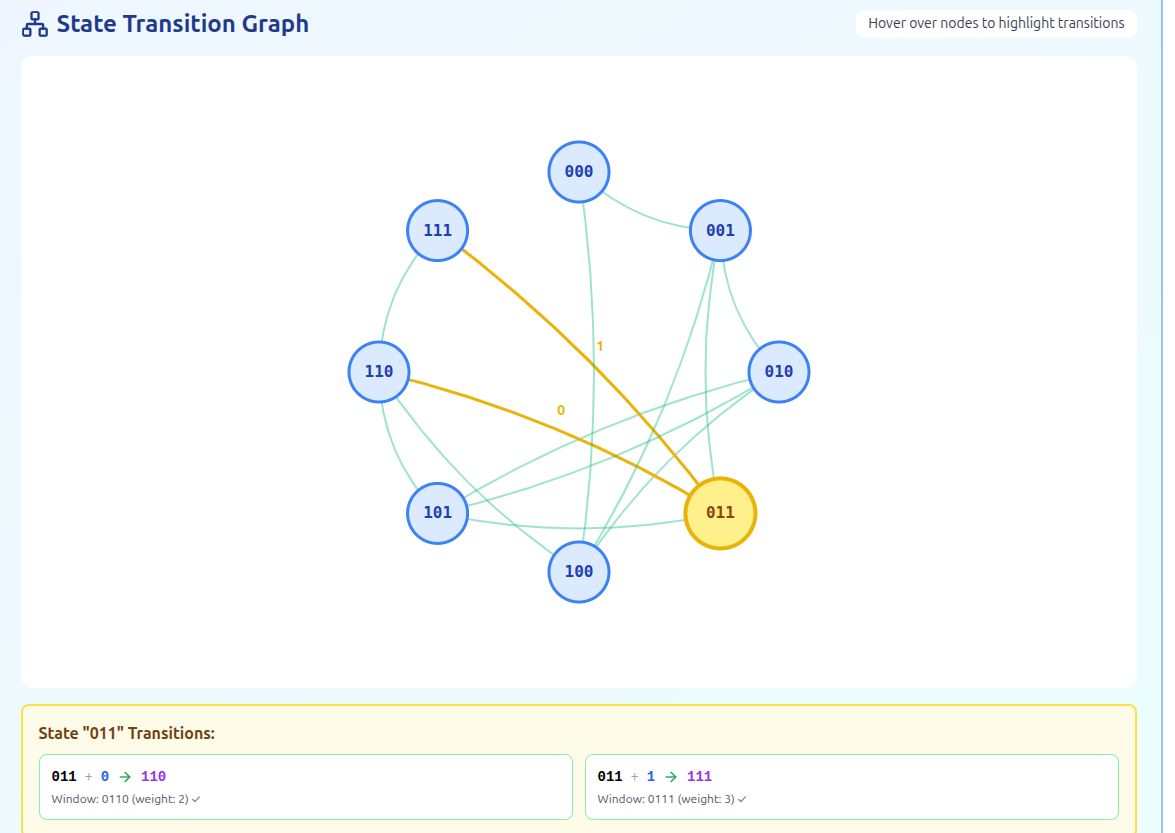 State Transition Graph
Hover over nodes to highlight transitions
000
111
001
1
110
010
0
101
011
100
State "011" Transitions:
011 + 0 → 110
Window: 0110 (weight: 2) ✓
011 + 1 → 111
Window: 0111 (weight: 3) ✓